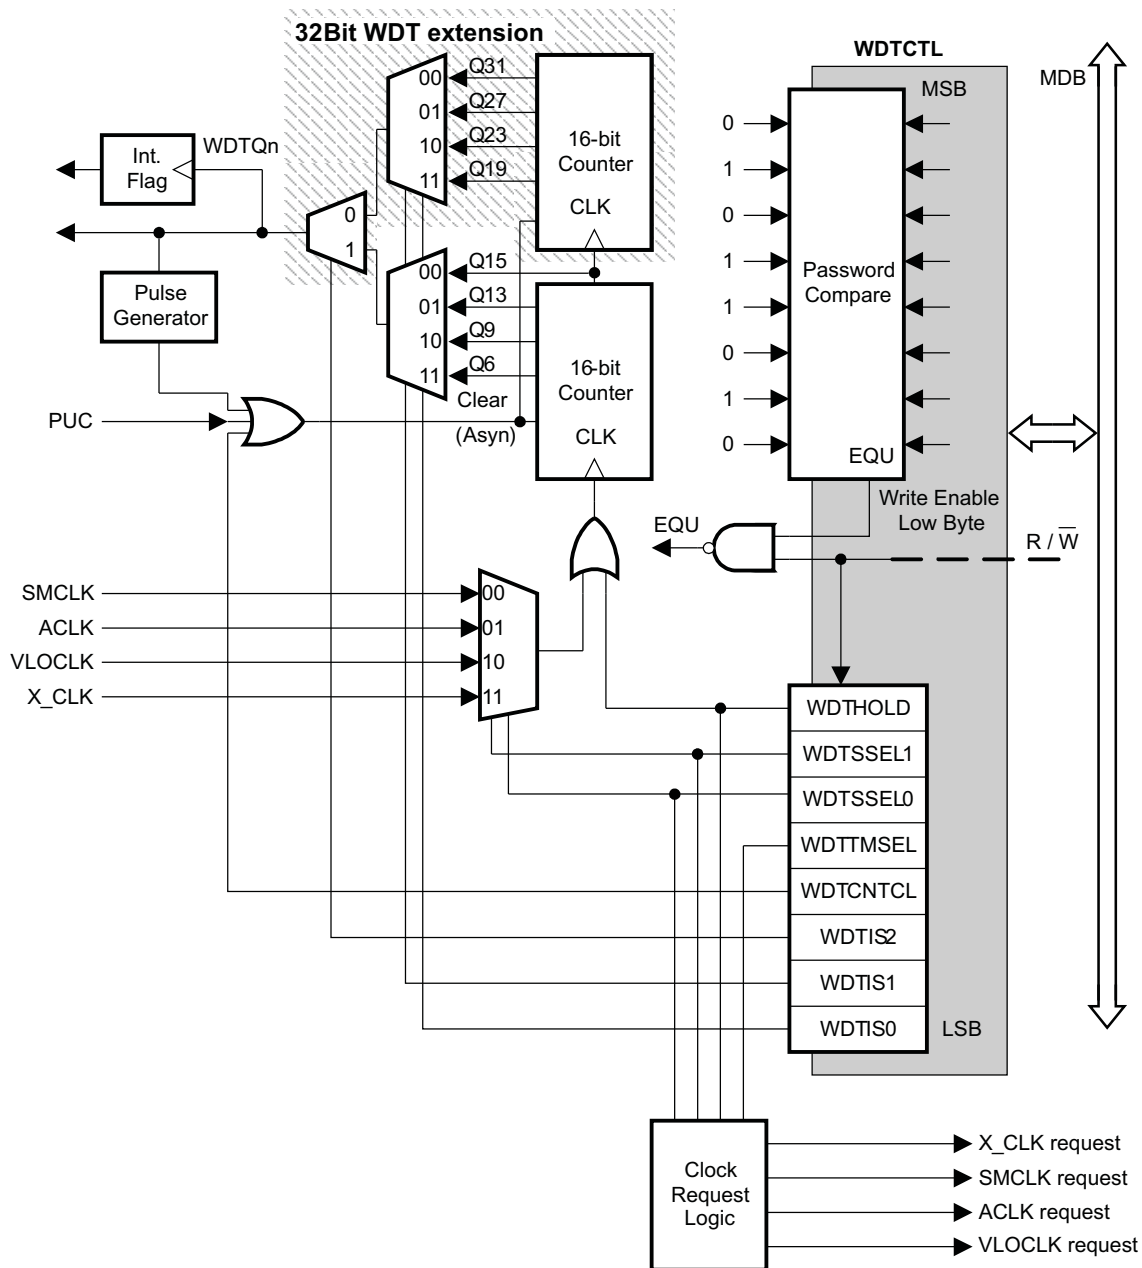 32Bit WDT extension
WDTCTL
MDB
MSB
Q31
Q27
Q23
Q19
00
01
10
11
16-bit
Counter
CLK
Int.
Flag
WDTQn
0
1
Pulse
Generator
Q15
Q13
Q9
Q6
00
01
10
11
16-bit
Counter
CLK
Clear
(Asyn)
PUC
0
1
0
1
1
0
1
0
Password
Compare
EQU
Write Enable
Low Byte
R / W̅
EQU
SMCLK
ACLK
VLOCLK
X_CLK
00
01
10
11
WDTHOLD
WDTSSEL1
WDTSSEL0
WDTTMSEL
WDTCNTCL
WDTIS2
WDTIS1
WDTIS0
LSB
Clock
Request
Logic
X_CLK request
SMCLK request
ACLK request
VLOCLK request